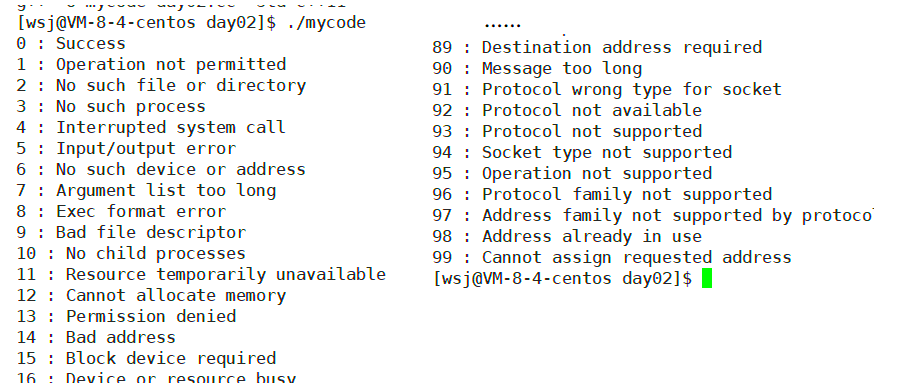 [wsj@VM-8-4-centos day02]$ ./mycode
0 : Success
1 : Operation not permitted
2 : No such file or directory
3 : No such process
4 : Interrupted system call
5 : Input/output error
6 : No such device or address
7 : Argument list too long
8 : Exec format error
9 : Bad file descriptor
10 : No child processes
11 : Resource temporarily unavailable
12 : Cannot allocate memory
13 : Permission denied
14 : Bad address
15 : Block device required
16 : Device or resource busy
......
89 : Destination address required
90 : Message too long
91 : Protocol wrong type for socket
92 : Protocol not available
93 : Protocol not supported
94 : Socket type not supported
95 : Operation not supported
96 : Protocol family not supported
97 : Address family not supported by protoco
98 : Address already in use
99 : Cannot assign requested address
[wsj@VM-8-4-centos day02]$